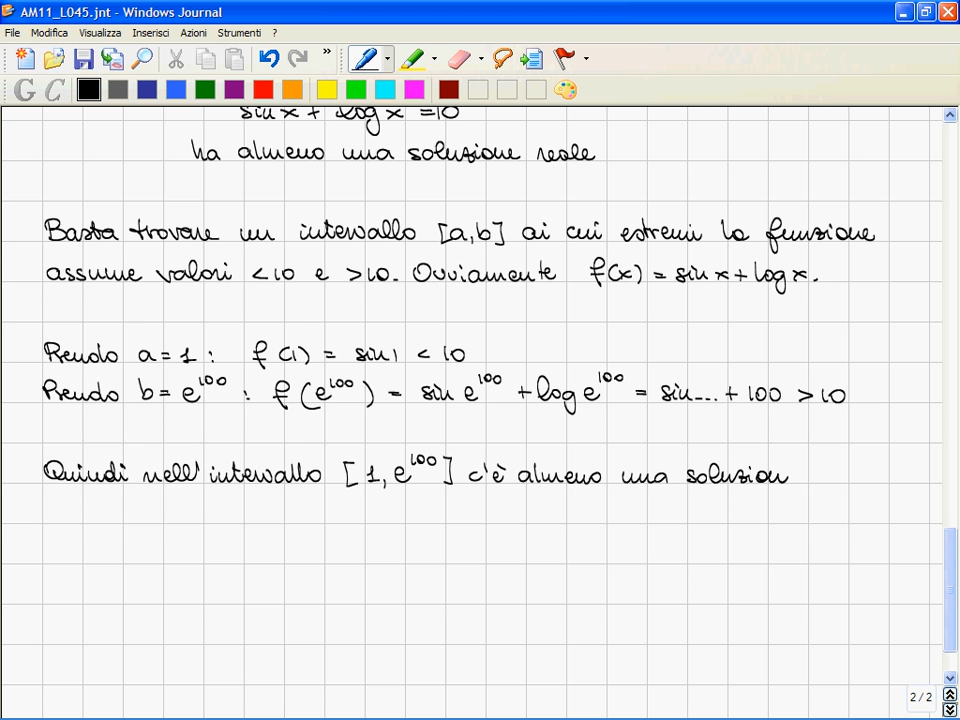 AM11_L045.jnt - Windows Journal
File Modifica Visualizza Inserisci Azioni Strumenti ?
»
G C
sin x + log x = 10
ha almeno una soluzione reale
Basta trovare un intervallo [a,b] ai cui estremi la funzione
assume valori < 10 e > 10. Ovviamente f(x) = sin x + log x.
Prendo a = 1 : f(1) = sin 1 < 10
Prendo b = e^100 : f(e^100) = sin e^100 + log e^100 = sin... + 100 > 10
Quindi nell'intervallo [1, e^100] c'è almeno una soluzion
2 / 2